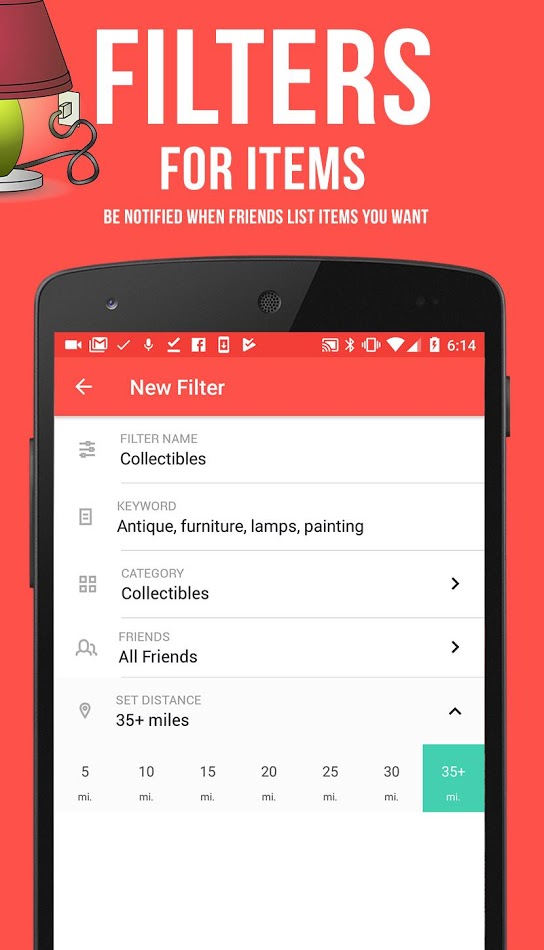 FILTERS
FOR ITEMS
BE NOTIFIED WHEN FRIENDS LIST ITEMS YOU WANT
6:14
New Filter
FILTER NAME
Collectibles
KEYWORD
Antique, furniture, lamps, painting
CATEGORY
Collectibles
FRIENDS
All Friends
SET DISTANCE
35+ miles
5 10 15 20 25 30 35+
mi. mi. mi. mi. mi. mi. mi.